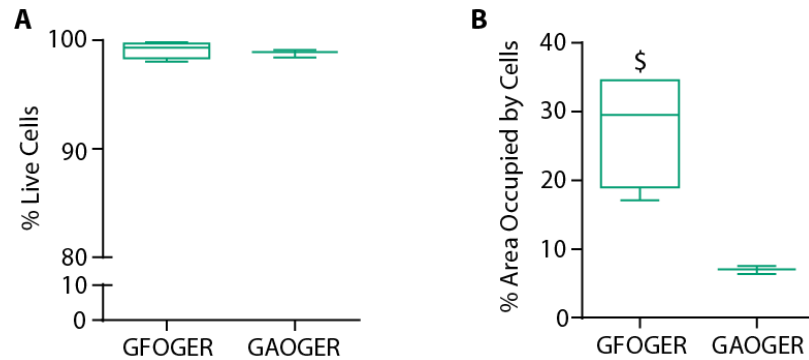 A
% Live Cells
100
90
80
10
0
GFOGER GAOGER
B
% Area Occupied by Cells
40
30
20
10
0
$
GFOGER GAOGER